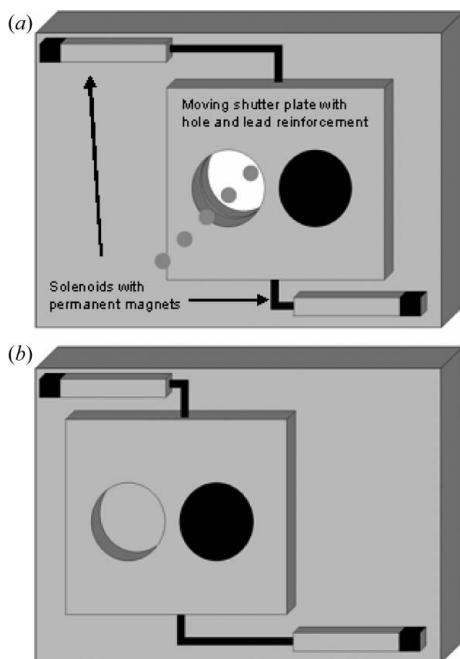 (a)
Moving shutter plate with
hole and lead reinforcement
Solenoids with
permanent magnets
(b)